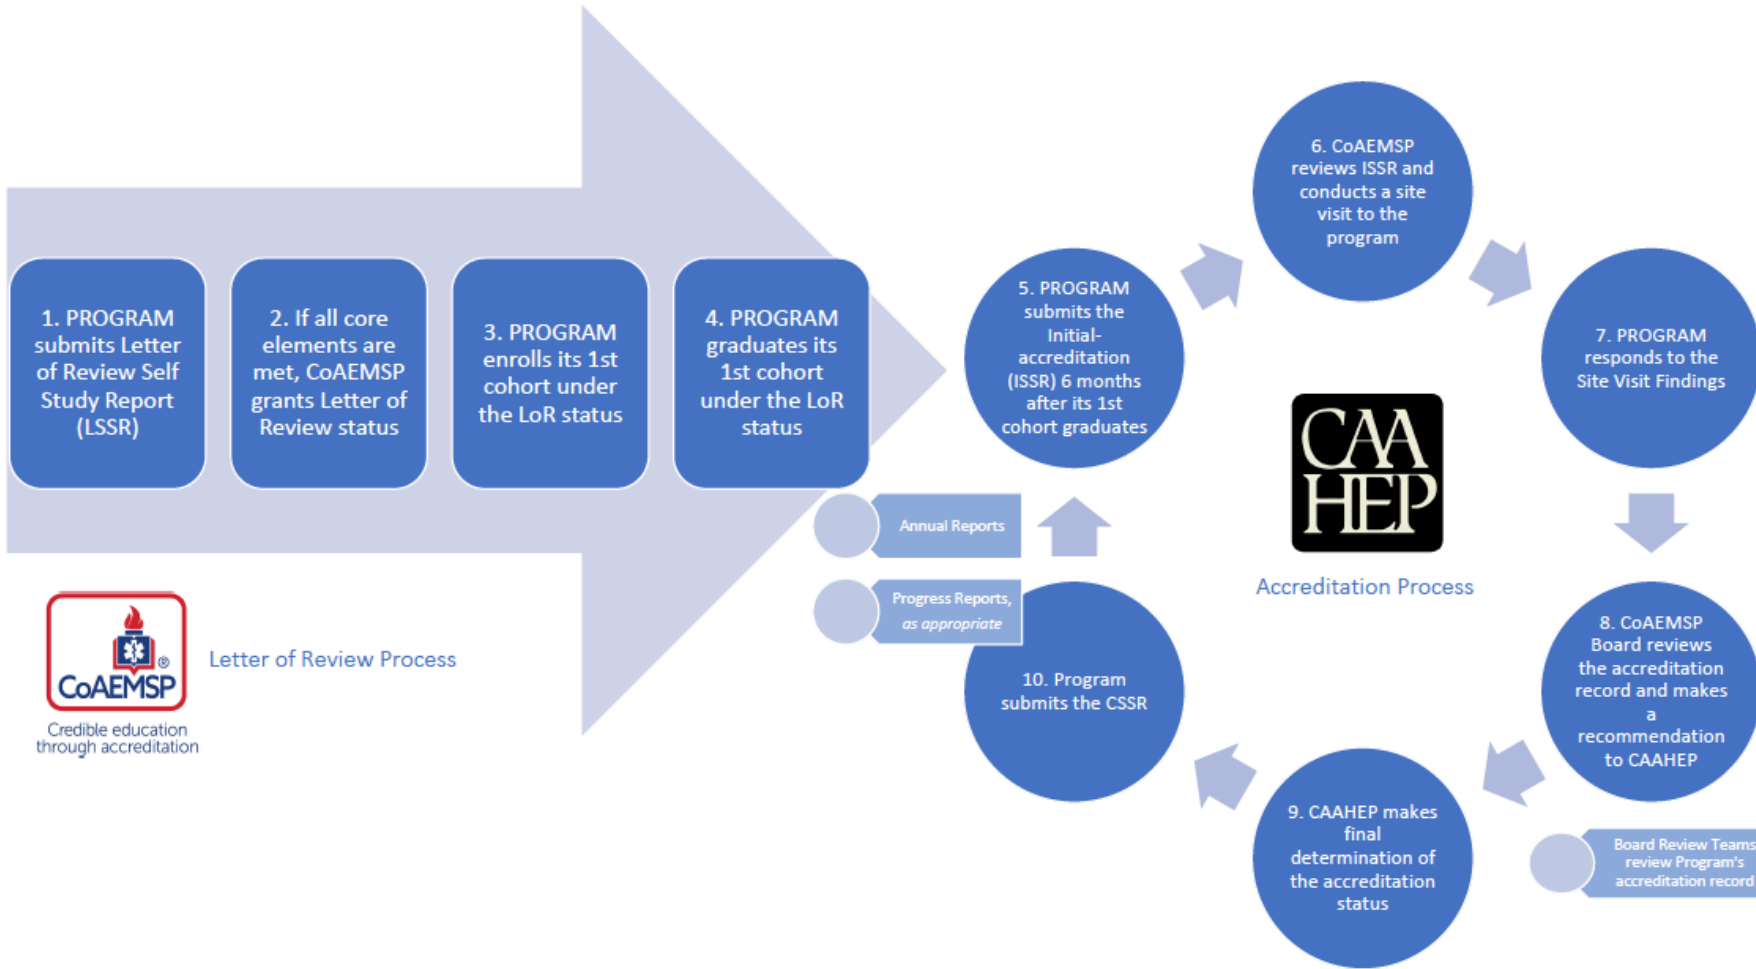 1. PROGRAM
submits Letter
of Review Self
Study Report
(LSSR)
2. If all core
elements are
met, CoAEMSP
grants Letter of
Review status
3. PROGRAM
enrolls its 1st
cohort under
the LoR status
4. PROGRAM
graduates its
1st cohort
under the LoR
status
CoAEMSP®
Credible education
through accreditation
Letter of Review Process
5. PROGRAM
submits the
Initial-
accreditation
(ISSR) 6 months
after its 1st
cohort graduates
6. CoAEMSP
reviews ISSR and
conducts a site
visit to the
program
7. PROGRAM
responds to the
Site Visit Findings
8. CoAEMSP
Board reviews
the accreditation
record and makes
a
recommendation
to CAAHEP
Board Review Teams
review Program's
accreditation record
9. CAAHEP makes
final
determination of
the accreditation
status
10. Program
submits the CSSR
Annual Reports
Progress Reports,
as appropriate
CAA
HEP
Accreditation Process